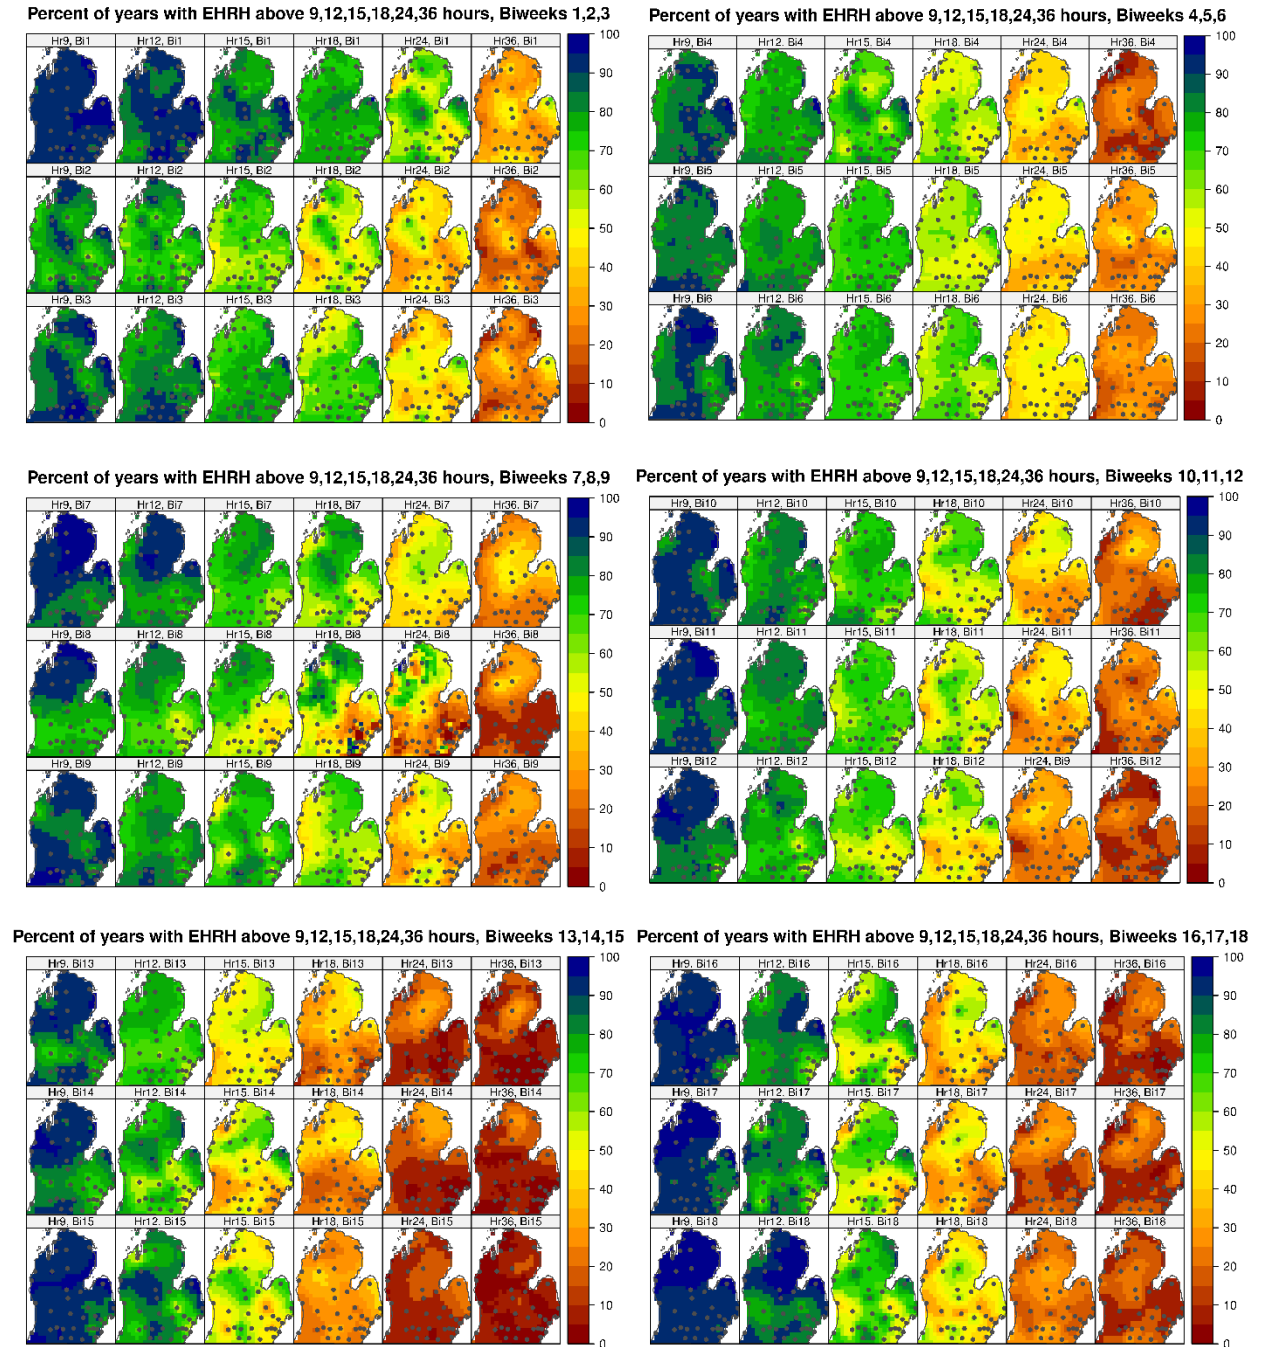 Percent of years with EHRH above 9,12,15,18,24,36 hours, Biweeks 1,2,3
Hr9, Bi1 Hr12, Bi1 Hr15, Bi1 Hr18, Bi1 Hr24, Bi1 Hr36, Bi1
Hr9, Bi2 Hr12, Bi2 Hr15, Bi2 Hr18, Bi2 Hr24, Bi2 Hr36, Bi2
Hr9, Bi3 Hr12, Bi3 Hr15, Bi3 Hr18, Bi3 Hr24, Bi3 Hr36, Bi3
100
90
80
70
60
50
40
30
20
10
0
Percent of years with EHRH above 9,12,15,18,24,36 hours, Biweeks 4,5,6
Hr9, Bi4 Hr12, Bi4 Hr15, Bi4 Hr18, Bi4 Hr24, Bi4 Hr36, Bi4
Hr9, Bi5 Hr12, Bi5 Hr15, Bi5 Hr18, Bi5 Hr24, Bi5 Hr36, Bi5
Hr9, Bi6 Hr12, Bi6 Hr15, Bi6 Hr18, Bi6 Hr24, Bi6 Hr36, Bi6
100
90
80
70
60
50
40
30
20
10
0
Percent of years with EHRH above 9,12,15,18,24,36 hours, Biweeks 7,8,9
Hr9, Bi7 Hr12, Bi7 Hr15, Bi7 Hr18, Bi7 Hr24, Bi7 Hr36, Bi7
Hr9, Bi8 Hr12, Bi8 Hr15, Bi8 Hr18, Bi8 Hr24, Bi8 Hr36, Bi8
Hr9, Bi9 Hr12, Bi9 Hr15, Bi9 Hr18, Bi9 Hr24, Bi9 Hr36, Bi9
100
90
80
70
60
50
40
30
20
10
0
Percent of years with EHRH above 9,12,15,18,24,36 hours, Biweeks 10,11,12
Hr9, Bi10 Hr12, Bi10 Hr15, Bi10 Hr18, Bi10 Hr24, Bi10 Hr36, Bi10
Hr9, Bi11 Hr12, Bi11 Hr15, Bi11 Hr18, Bi11 Hr24, Bi11 Hr36, Bi11
Hr9, Bi12 Hr12, Bi12 Hr15, Bi12 Hr18, Bi12 Hr24, Bi9 Hr36, Bi12
100
90
80
70
60
50
40
30
20
10
0
Percent of years with EHRH above 9,12,15,18,24,36 hours, Biweeks 13,14,15
Hr9, Bi13 Hr12, Bi13 Hr15, Bi13 Hr18, Bi13 Hr24, Bi13 Hr36, Bi13
Hr9, Bi14 Hr12, Bi14 Hr15, Bi14 Hr18, Bi14 Hr24, Bi14 Hr36, Bi14
Hr9, Bi15 Hr12, Bi15 Hr15, Bi15 Hr18, Bi15 Hr24, Bi15 Hr36, Bi15
100
90
80
70
60
50
40
30
20
10
0
Percent of years with EHRH above 9,12,15,18,24,36 hours, Biweeks 16,17,18
Hr9, Bi16 Hr12, Bi16 Hr15, Bi16 Hr18, Bi16 Hr24, Bi16 Hr36, Bi16
Hr9, Bi17 Hr12, Bi17 Hr15, Bi17 Hr18, Bi17 Hr24, Bi17 Hr36, Bi17
Hr9, Bi18 Hr12, Bi18 Hr15, Bi18 Hr18, Bi18 Hr24, Bi18 Hr36, Bi18
100
90
80
70
60
50
40
30
20
10
0